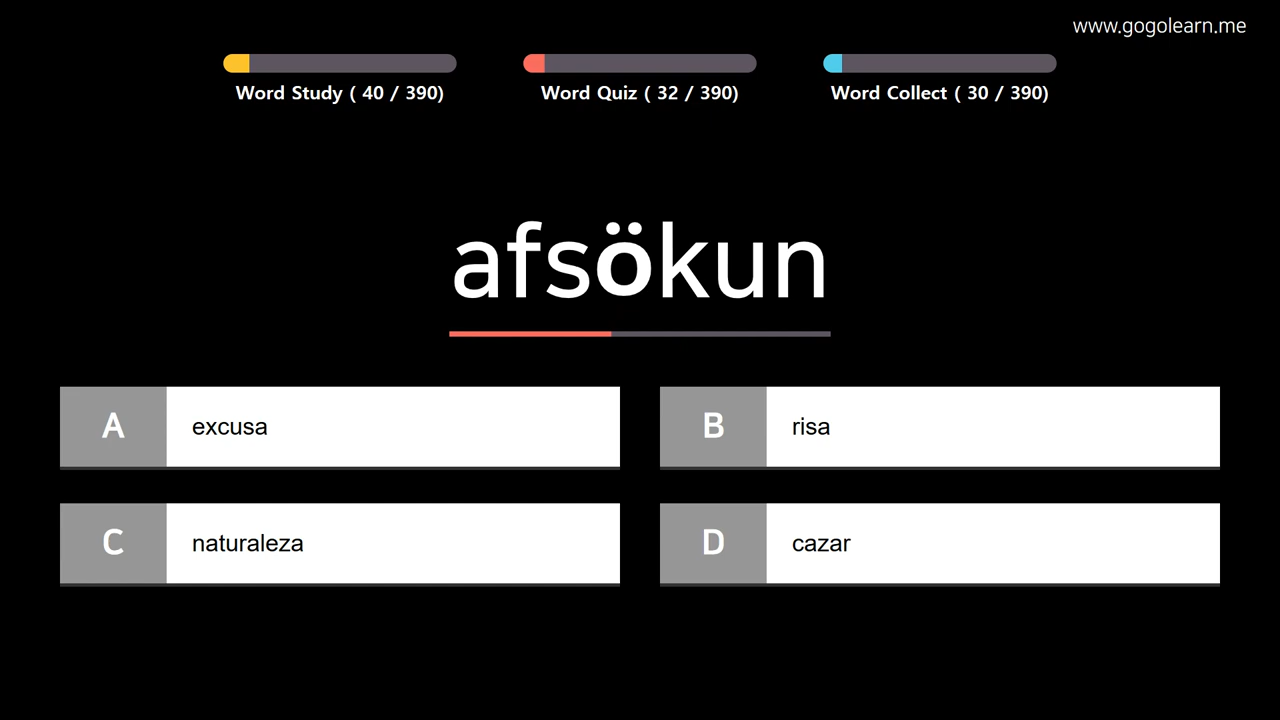 www.gogolearn.me
Word Study ( 40 / 390)
Word Quiz ( 32 / 390)
Word Collect ( 30 / 390)
afsökun
A excusa
B risa
C naturaleza
D cazar